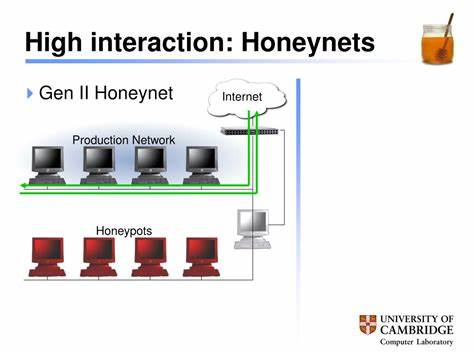 High interaction: Honeynets
Gen II Honeynet
Internet
Production Network
Honeypots
UNIVERSITY OF
CAMBRIDGE
Computer Laboratory